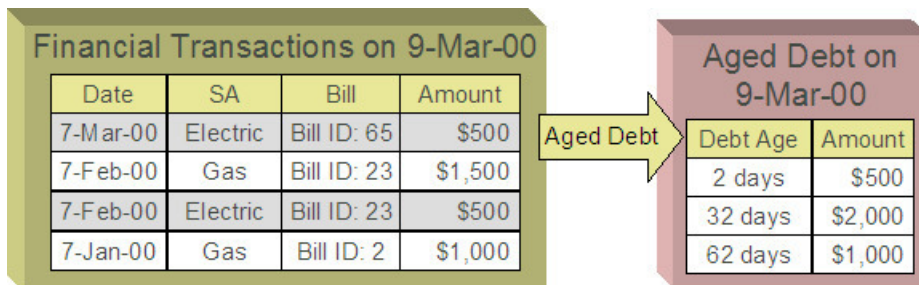 Financial Transactions on 9-Mar-00
Date SA Bill Amount
7-Mar-00 Electric Bill ID: 65 $500
7-Feb-00 Gas Bill ID: 23 $1,500
7-Feb-00 Electric Bill ID: 23 $500
7-Jan-00 Gas Bill ID: 2 $1,000
Aged Debt
Aged Debt on
9-Mar-00
Debt Age Amount
2 days $500
32 days $2,000
62 days $1,000